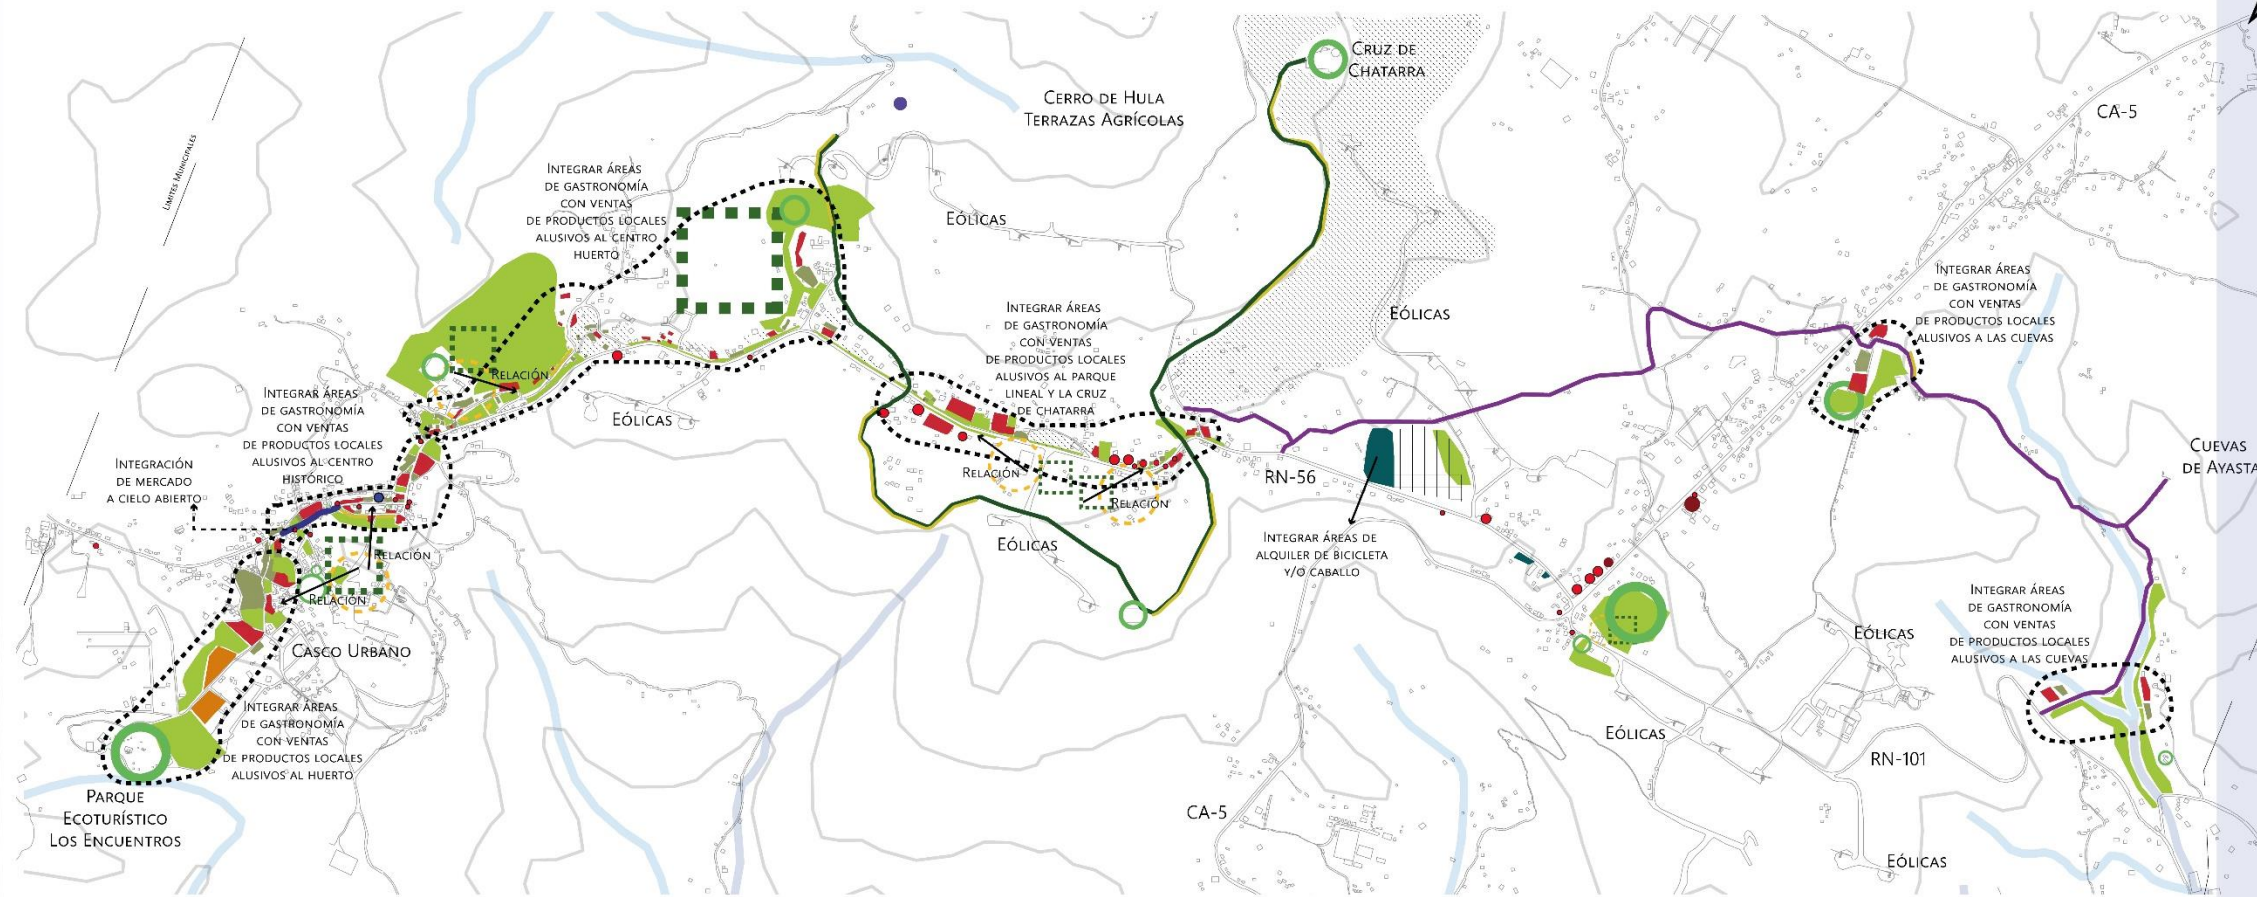 Cruz de
Chatarra
Cerro de Hula
Terrazas Agrícolas
CA-5
Límites Municipales
Integrar áreas
de gastronomía
con ventas
de productos locales
alusivos al centro
huerto
Eólicas
Integrar áreas
de gastronomía
con ventas
de productos locales
alusivos a las cuevas
Integrar áreas
de gastronomía
con ventas
de productos locales
alusivos al parque
lineal y la Cruz
de Chatarra
Eólicas
Relación
Integrar áreas
de gastronomía
con ventas
de productos locales
alusivos al centro
histórico
Eólicas
Cuevas
de Ayasta
Integración
de mercado
a cielo abierto
Relación
Relación
RN-56
Eólicas
Integrar áreas de
alquiler de bicicleta
y/o caballo
Relación
Relación
Casco Urbano
Integrar áreas
de gastronomía
con ventas
de productos locales
alusivos a las cuevas
Eólicas
Integrar áreas
de gastronomía
con ventas
de productos locales
alusivos al huerto
Eólicas
RN-101
Parque
Ecoturístico
Los Encuentros
CA-5
Eólicas